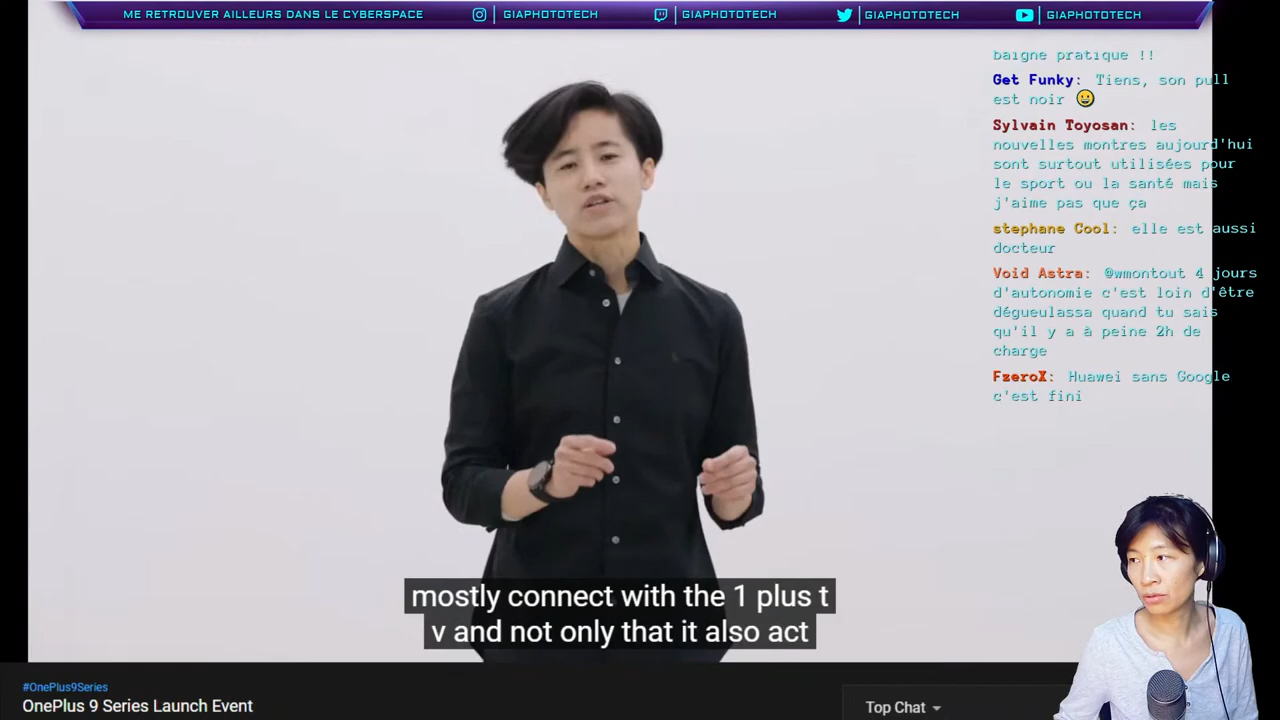 ME RETROUVER AILLEURS DANS LE CYBERSPACE
GIAPHOTOTECH
GIAPHOTOTECH
GIAPHOTOTECH
GIAPHOTOTECH
baigne pratique !!
Get Funky: Tiens, son pull
est noir 😀
Sylvain Toyosan: les
nouvelles montres aujourd'hui
sont surtout utilisées pour
le sport ou la santé mais
j'aime pas que ça
stephane Cool: elle est aussi
docteur
Void Astra: @wmontout 4 jours
d'autonomie c'est loin d'être
dégueulassa quand tu sais
qu'il y a à peine 2h de
charge
FzeroX: Huawei sans Google
c'est fini
mostly connect with the 1 plus t
v and not only that it also act
#OnePlus9Series
OnePlus 9 Series Launch Event
Top Chat